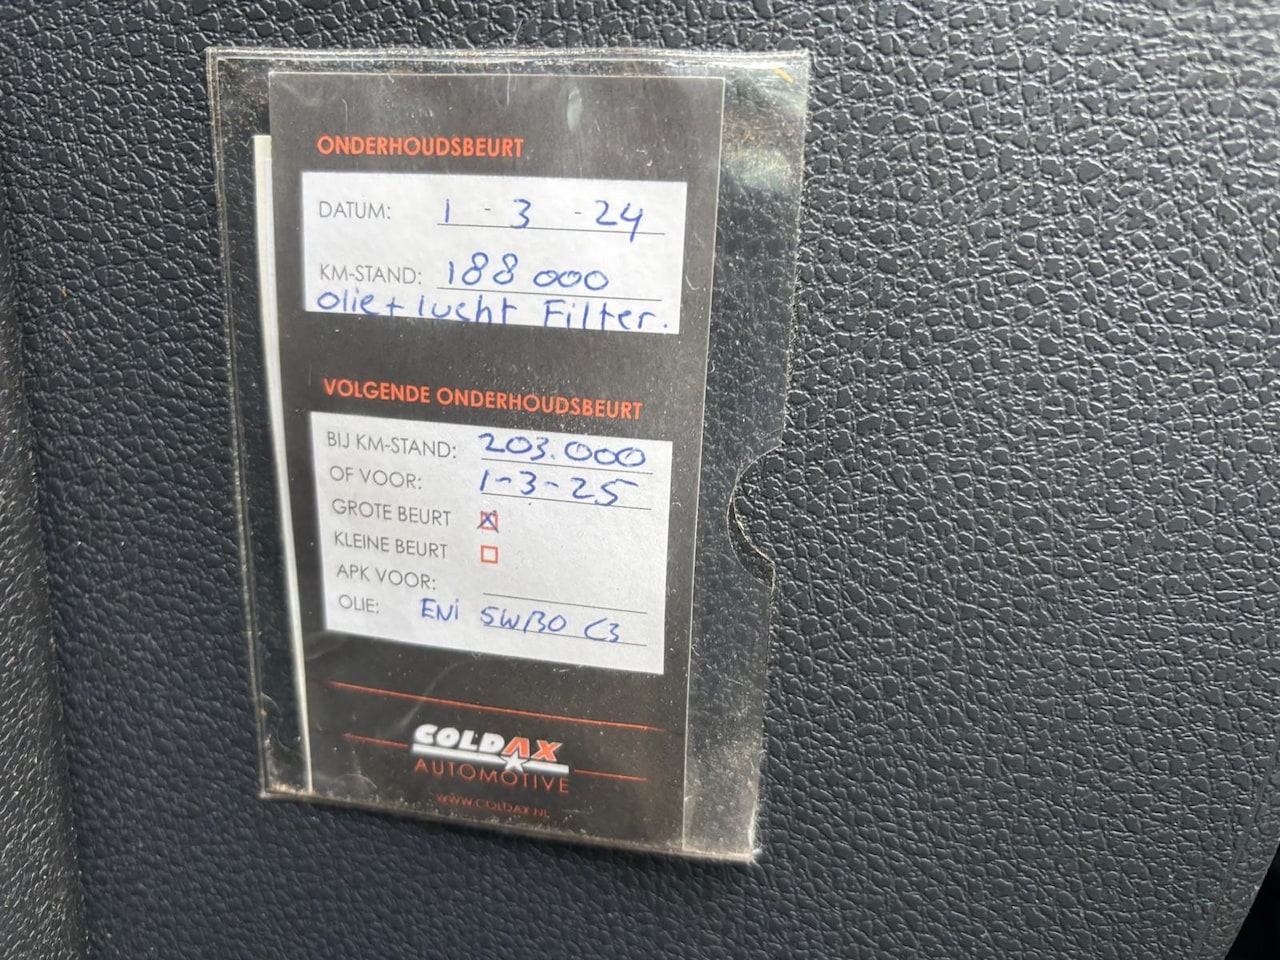 ONDERHOUDSBEURT
DATUM: 1 - 3 - 24
KM-STAND: 188 000
olie + lucht Filter.
VOLGENDE ONDERHOUDSBEURT
BIJ KM-STAND: 203.000
OF VOOR: 1-3-25
GROTE BEURT x
KLEINE BEURT
APK VOOR:
OLIE: ENi 5W/30 C3
COLDAX
AUTOMOTIVE
WWW.COLDAX.NL